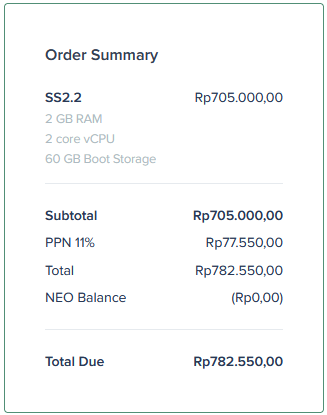 Order Summary
SS2.2 Rp705.000,00
2 GB RAM
2 core vCPU
60 GB Boot Storage
Subtotal Rp705.000,00
PPN 11% Rp77.550,00
Total Rp782.550,00
NEO Balance (Rp0,00)
Total Due Rp782.550,00